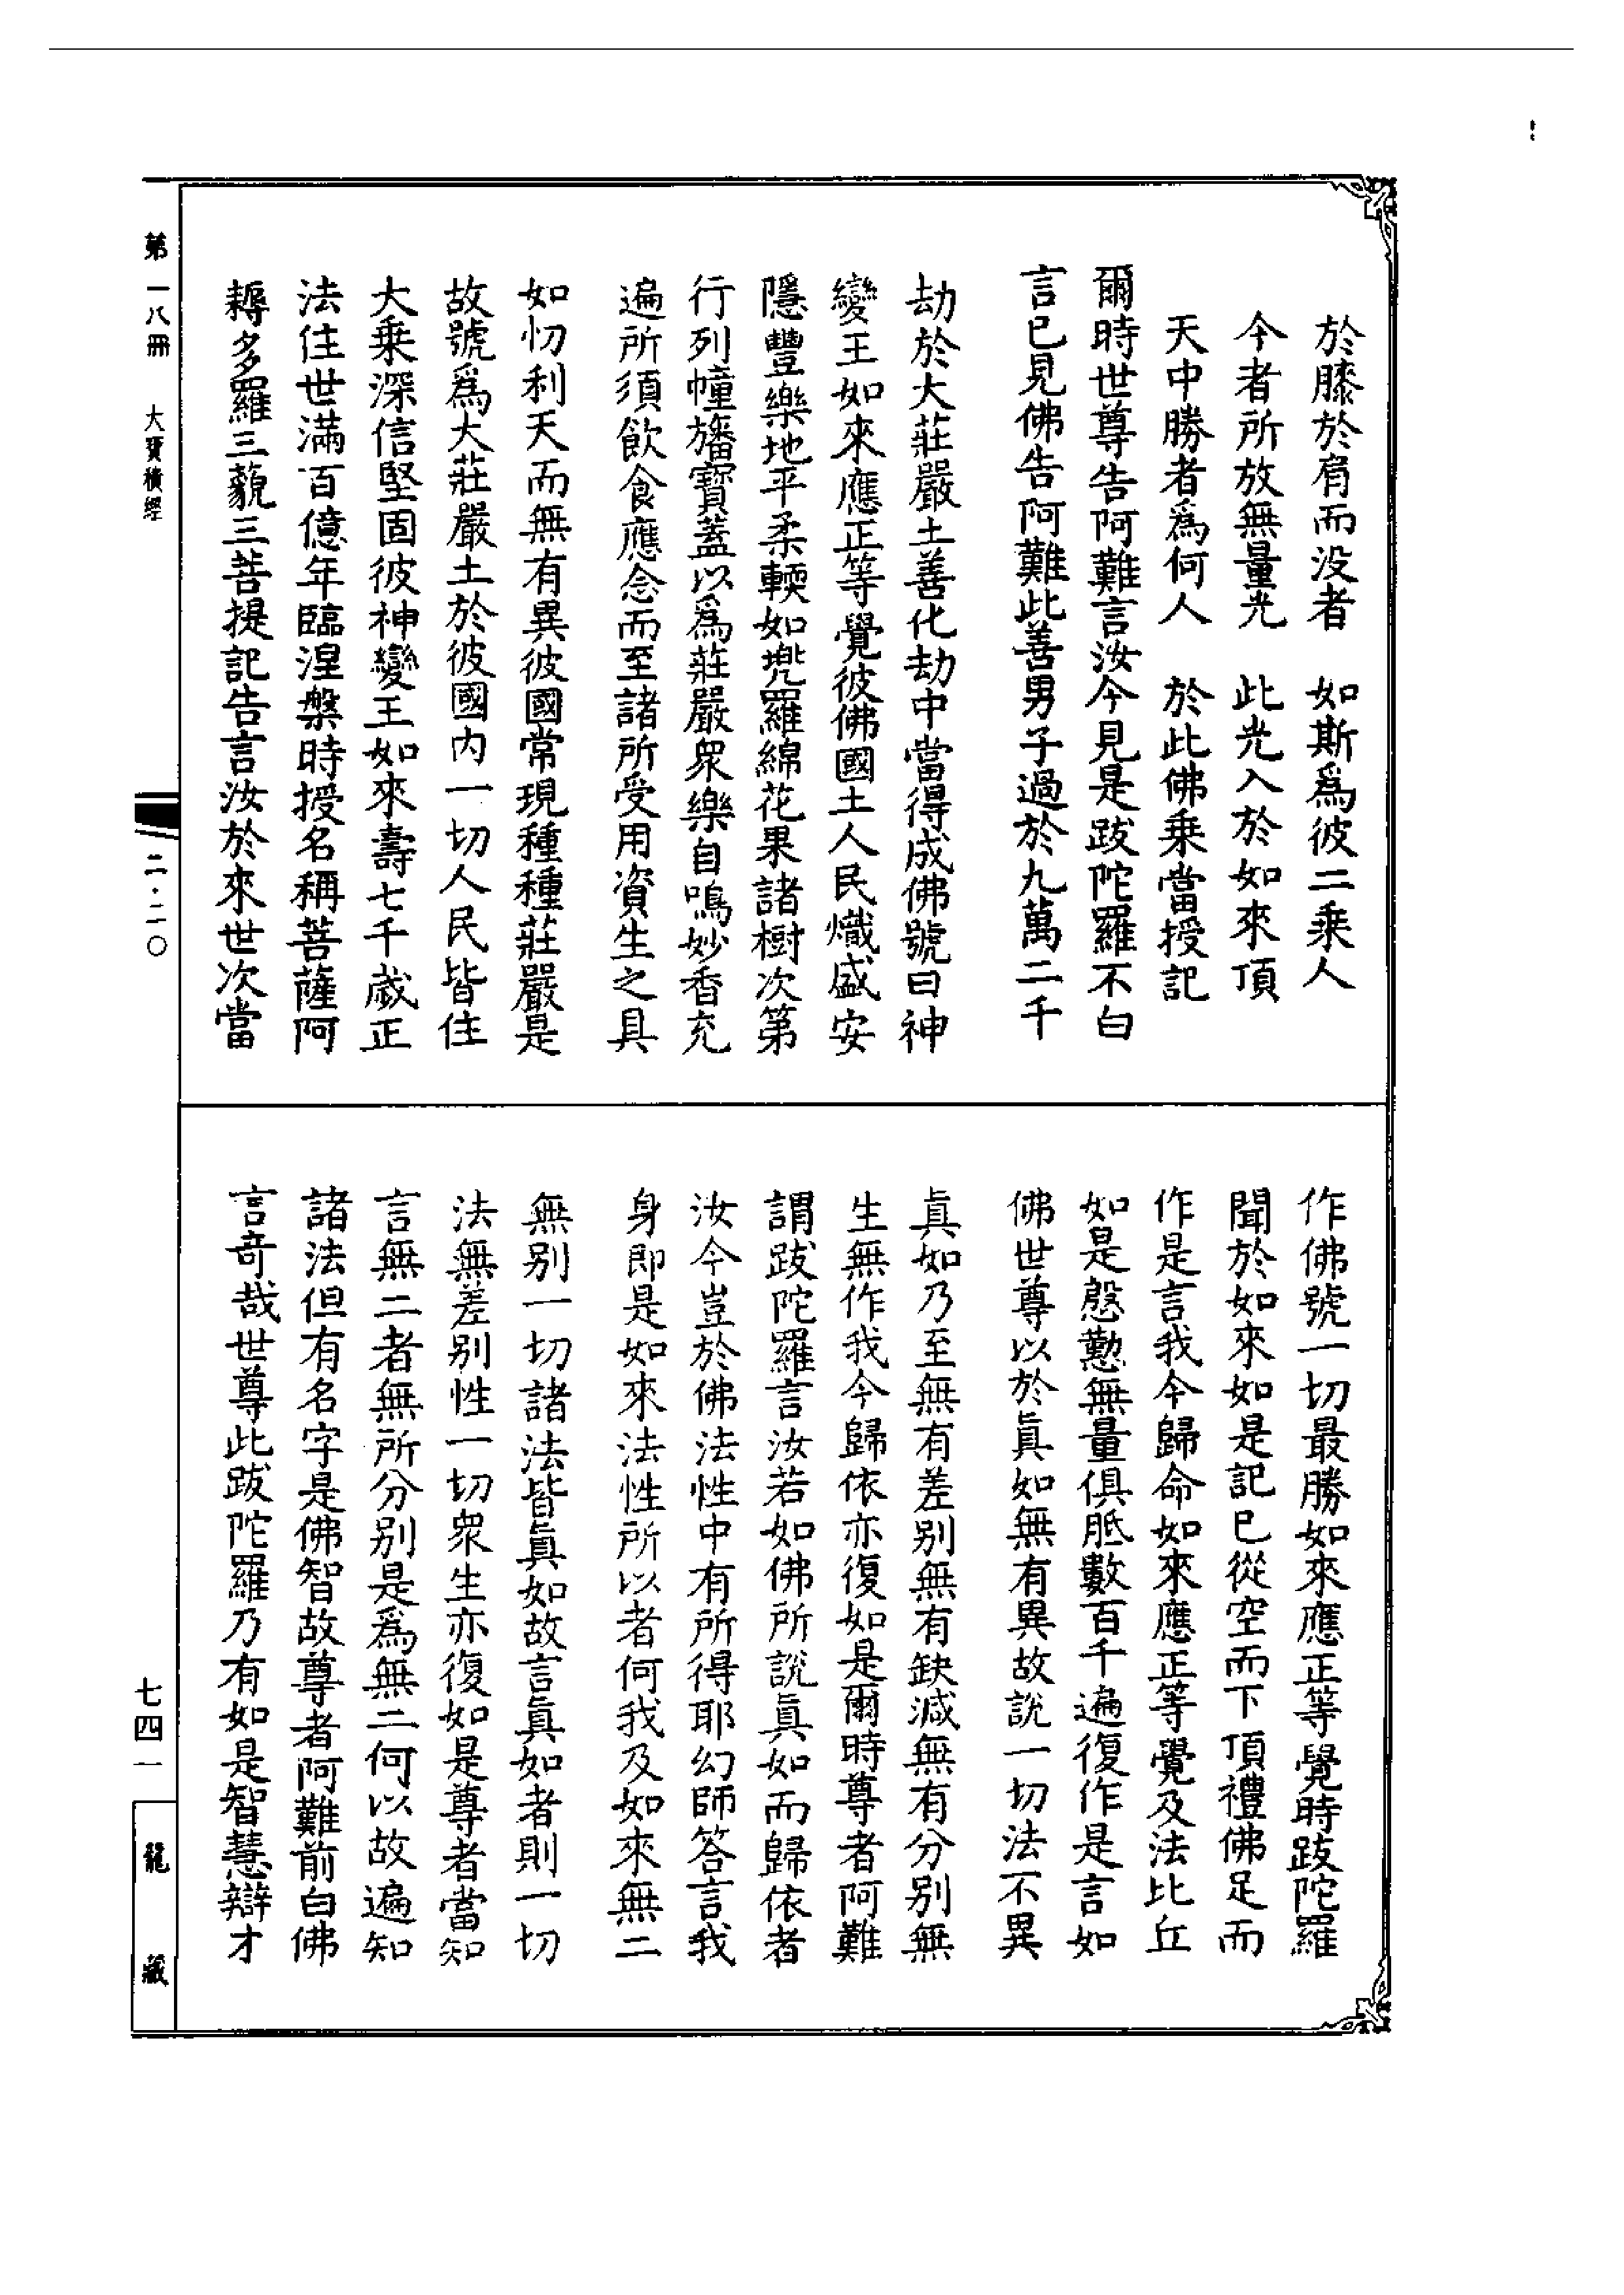 於膝於肩而没者　如斯爲彼二乘人
今者所放無量光　此光入於如來頂
天中勝者爲何人　於此佛乘當授記
爾時世尊告阿難言汝今見是跋陀羅不白
言已見佛告阿難此善男子過於九萬二千
劫於大莊嚴土善化劫中當得成佛號曰神
變王如來應正等覺彼佛國土人民熾盛安
隱豐樂地平柔輭如兠羅綿花果諸樹次第
行列幢旛寶蓋以爲莊嚴衆樂自鳴妙香充
遍所須飲食應念而至諸所受用資生之具
如忉利天而無有異彼國常現種種莊嚴是
故號爲大莊嚴土於彼國内一切人民皆住
大乘深信堅固彼神變王如來壽七千歲正
法住世滿百億年臨涅槃時授名稱菩薩阿
耨多羅三藐三菩提記告言汝於來世次當
作佛號一切最勝如來應正等覺時跋陀羅
聞於如來如是記已從空而下頂禮佛足而
作是言我今歸命如來應正等覺及法比丘
如是慇懃無量俱胝數百千遍復作是言如
佛世尊以於眞如無有異故說一切法不異
眞如乃至無有差别無有缺減無有分别無
生無作我今歸依亦復如是爾時尊者阿難
謂跋陀羅言汝若如佛所說眞如而歸依者
汝今豈於佛法性中有所得耶幻師答言我
身即是如來法性所以者何我及如來無二
無别一切諸法皆眞如故言眞如者則一切
法無差别性一切衆生亦復如是尊者當知
言無二者無所分别是爲無二何以故遍知
諸法但有名字是佛智故尊者阿難前白佛
言奇哉世尊此跋陀羅乃有如是智慧辯才
第一八冊　大寶積經
二·二〇
七四一
龍藏